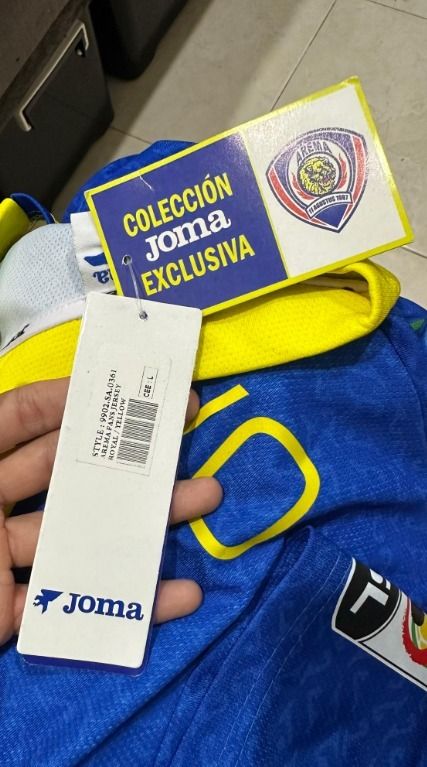 COLECCIÓN
Joma
EXCLUSIVA
AREMA
11 AGUSTUS 1987
STYLE : 9902.SA.0361
AREMA FANS JERSEY
ROYAL / YELLOW
CEE : L
Joma